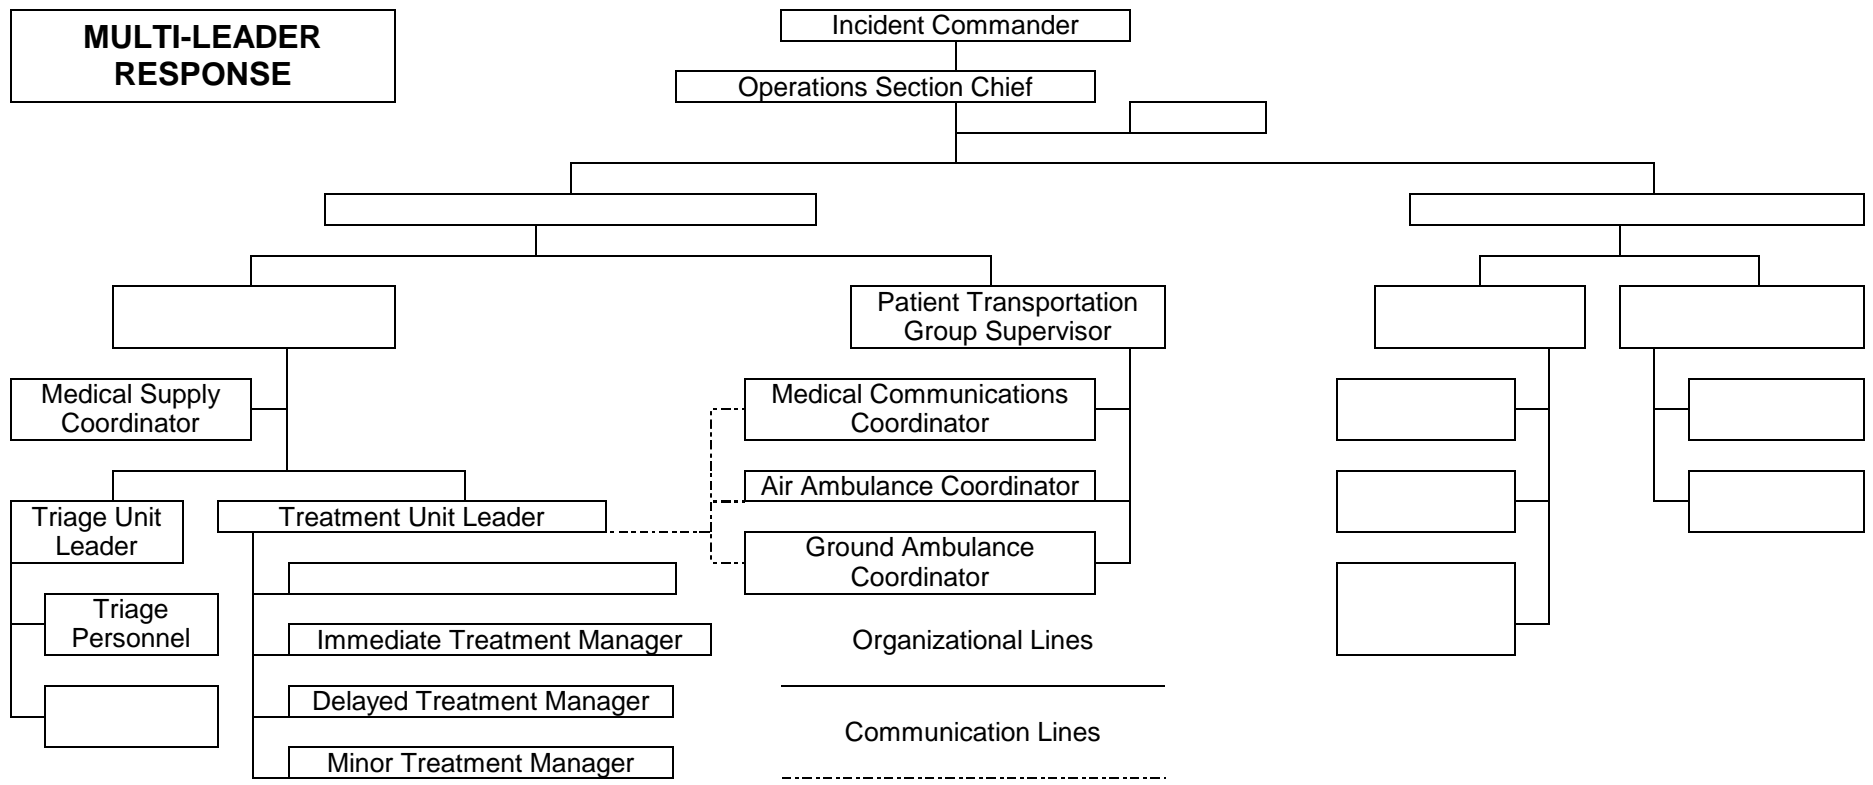 MULTI-LEADER
RESPONSE
Incident Commander
Operations Section Chief
Patient Transportation
Group Supervisor
Medical Supply
Coordinator
Medical Communications
Coordinator
Air Ambulance Coordinator
Triage Unit
Leader
Treatment Unit Leader
Ground Ambulance
Coordinator
Triage
Personnel
Immediate Treatment Manager
Organizational Lines
Delayed Treatment Manager
Communication Lines
Minor Treatment Manager